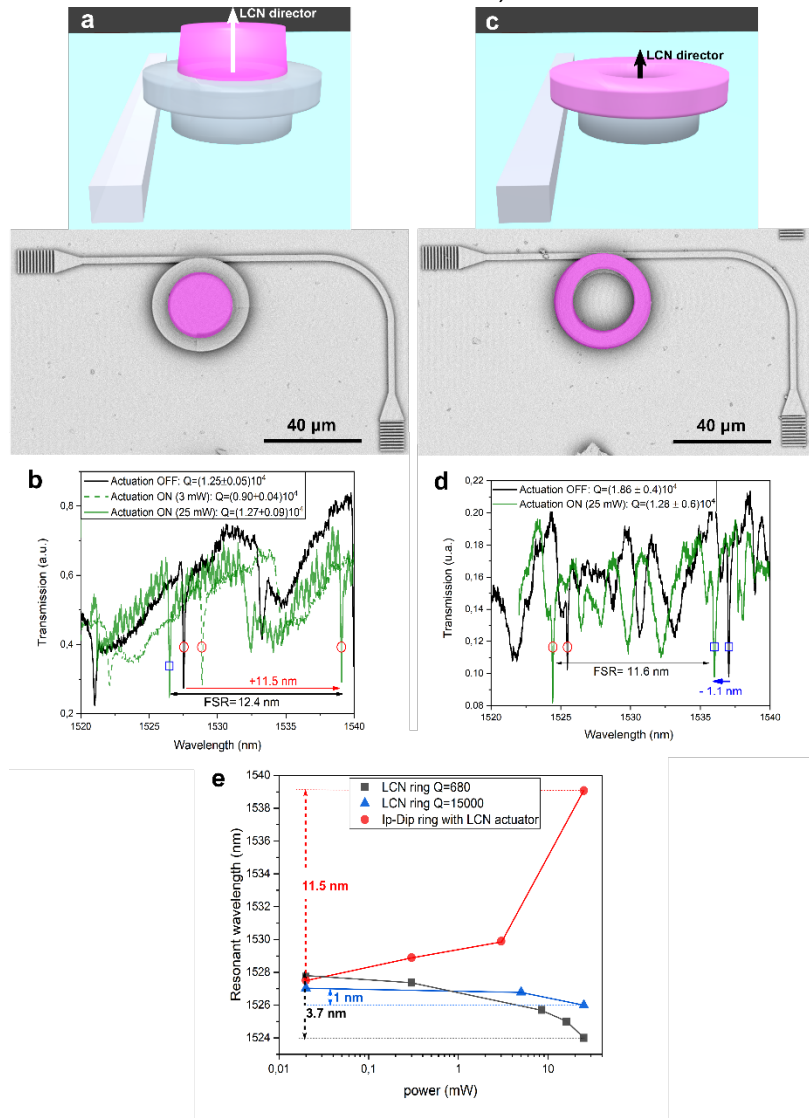 a
LCN director
c
LCN director
40 µm
40 µm
b
Actuation OFF: Q=(1.25±0.05)10⁴
Actuation ON (3 mW): Q=(0.90+0.04)10⁴
Actuation ON (25 mW): Q=(1.27+0.09)10⁴
0,8
0,6
0,4
0,2
Transmission (a.u.)
+11.5 nm
FSR=12.4 nm
1520
1525
1530
1535
1540
Wavelength (nm)
d
Actuation OFF: Q=(1.86 ± 0.4)10⁴
Actuation ON (25 mW): Q=(1.28 ± 0.6)10⁴
0,22
0,20
0,18
0.16
0.14
0.12
0.10
0.08
Transmission (u.a.)
FSR= 11.6 nm
- 1.1 nm
1520
1525
1530
1535
1540
Wavelength (nm)
e
LCN ring Q=680
LCN ring Q=15000
Ip-Dip ring with LCN actuator
1540
1538
1536
1534
1532
1530
1528
1526
1524
Resonant wavelength (nm)
11.5 nm
1 nm
3.7 nm
0,01
0,1
1
10
power (mW)